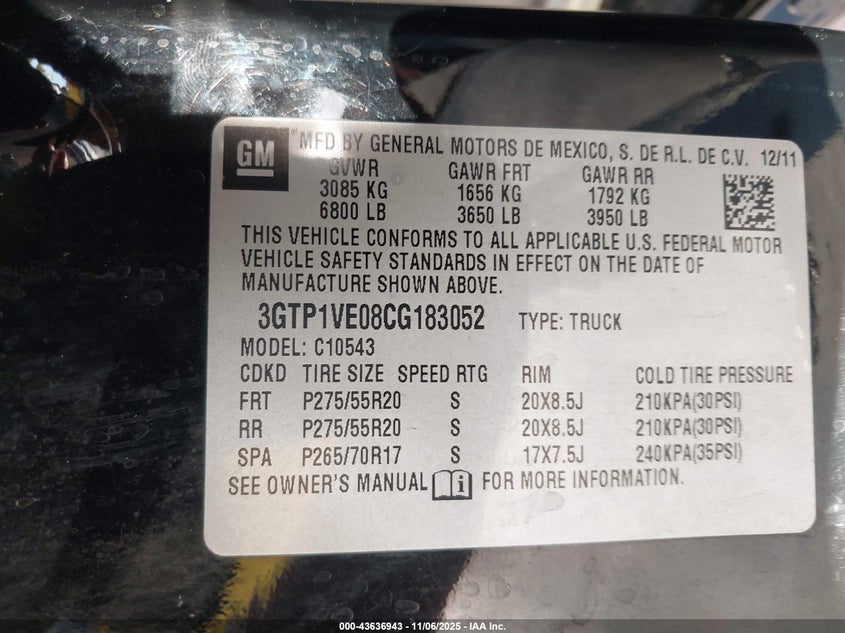 GM ® MFD BY GENERAL MOTORS DE MEXICO, S. DE R.L. DE C.V. 12/11
GVWR GAWR FRT GAWR RR
3085 KG 1656 KG 1792 KG
6800 LB 3650 LB 3950 LB
THIS VEHICLE CONFORMS TO ALL APPLICABLE U.S. FEDERAL MOTOR
VEHICLE SAFETY STANDARDS IN EFFECT ON THE DATE OF
MANUFACTURE SHOWN ABOVE.
3GTP1VE08CG183052 TYPE: TRUCK
MODEL: C10543
CDKD TIRE SIZE SPEED RTG RIM COLD TIRE PRESSURE
FRT P275/55R20 S 20X8.5J 210KPA(30PSI)
RR P275/55R20 S 20X8.5J 210KPA(30PSI)
SPA P265/70R17 S 17X7.5J 240KPA(35PSI)
SEE OWNER'S MANUAL i FOR MORE INFORMATION.
000-43636943 - 11/06/2025 - IAA Inc.